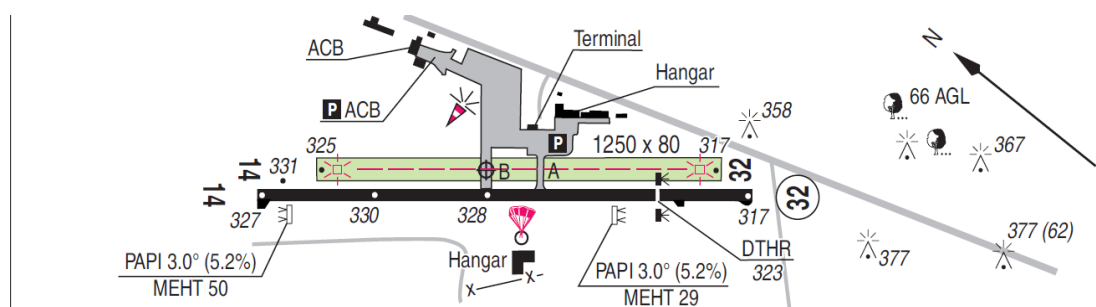 ACB
Terminal
Hangar
N
66 AGL
P ACB
358
P
1250 x 80
325
317
367
14
331
B
A
32
14
32
327
330
328
317
377 (62)
377
DTHR
323
Hangar
PAPI 3.0° (5.2%)
MEHT 50
PAPI 3.0° (5.2%)
MEHT 29
X
X